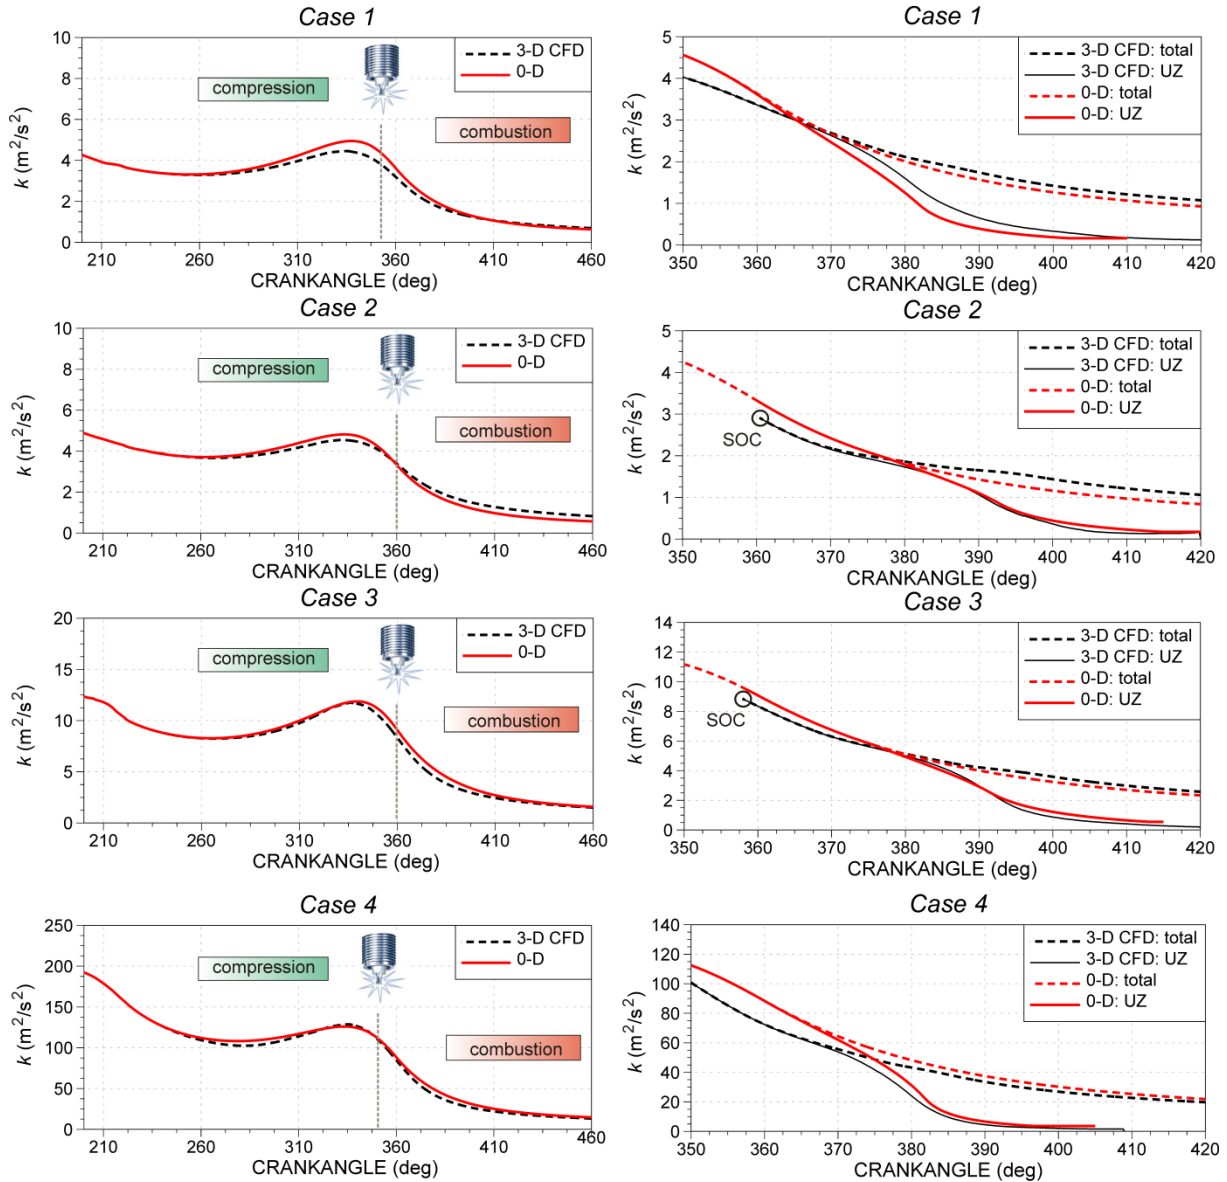 Case 1
10
8
6
4
2
0
k (m²/s²)
3-D CFD
0-D
compression
combustion
210 260 310 360 410 460
CRANKANGLE (deg)
Case 1
5
4
3
2
1
0
k (m²/s²)
3-D CFD: total
3-D CFD: UZ
0-D: total
0-D: UZ
350 360 370 380 390 400 410 420
CRANKANGLE (deg)
Case 2
10
8
6
4
2
0
k (m²/s²)
3-D CFD
0-D
compression
combustion
210 260 310 360 410 460
CRANKANGLE (deg)
Case 2
5
4
3
2
1
0
k (m²/s²)
3-D CFD: total
3-D CFD: UZ
0-D: total
0-D: UZ
SOC
350 360 370 380 390 400 410 420
CRANKANGLE (deg)
Case 3
20
15
10
5
0
k (m²/s²)
3-D CFD
0-D
compression
combustion
210 260 310 360 410 460
CRANKANGLE (deg)
Case 3
14
12
10
8
6
4
2
0
k (m²/s²)
3-D CFD: total
3-D CFD: UZ
0-D: total
0-D: UZ
SOC
350 360 370 380 390 400 410 420
CRANKANGLE (deg)
Case 4
250
200
150
100
50
0
k (m²/s²)
3-D CFD
0-D
compression
combustion
210 260 310 360 410 460
CRANKANGLE (deg)
Case 4
140
120
100
80
60
40
20
0
k (m²/s²)
3-D CFD: total
3-D CFD: UZ
0-D: total
0-D: UZ
350 360 370 380 390 400 410 420
CRANKANGLE (deg)